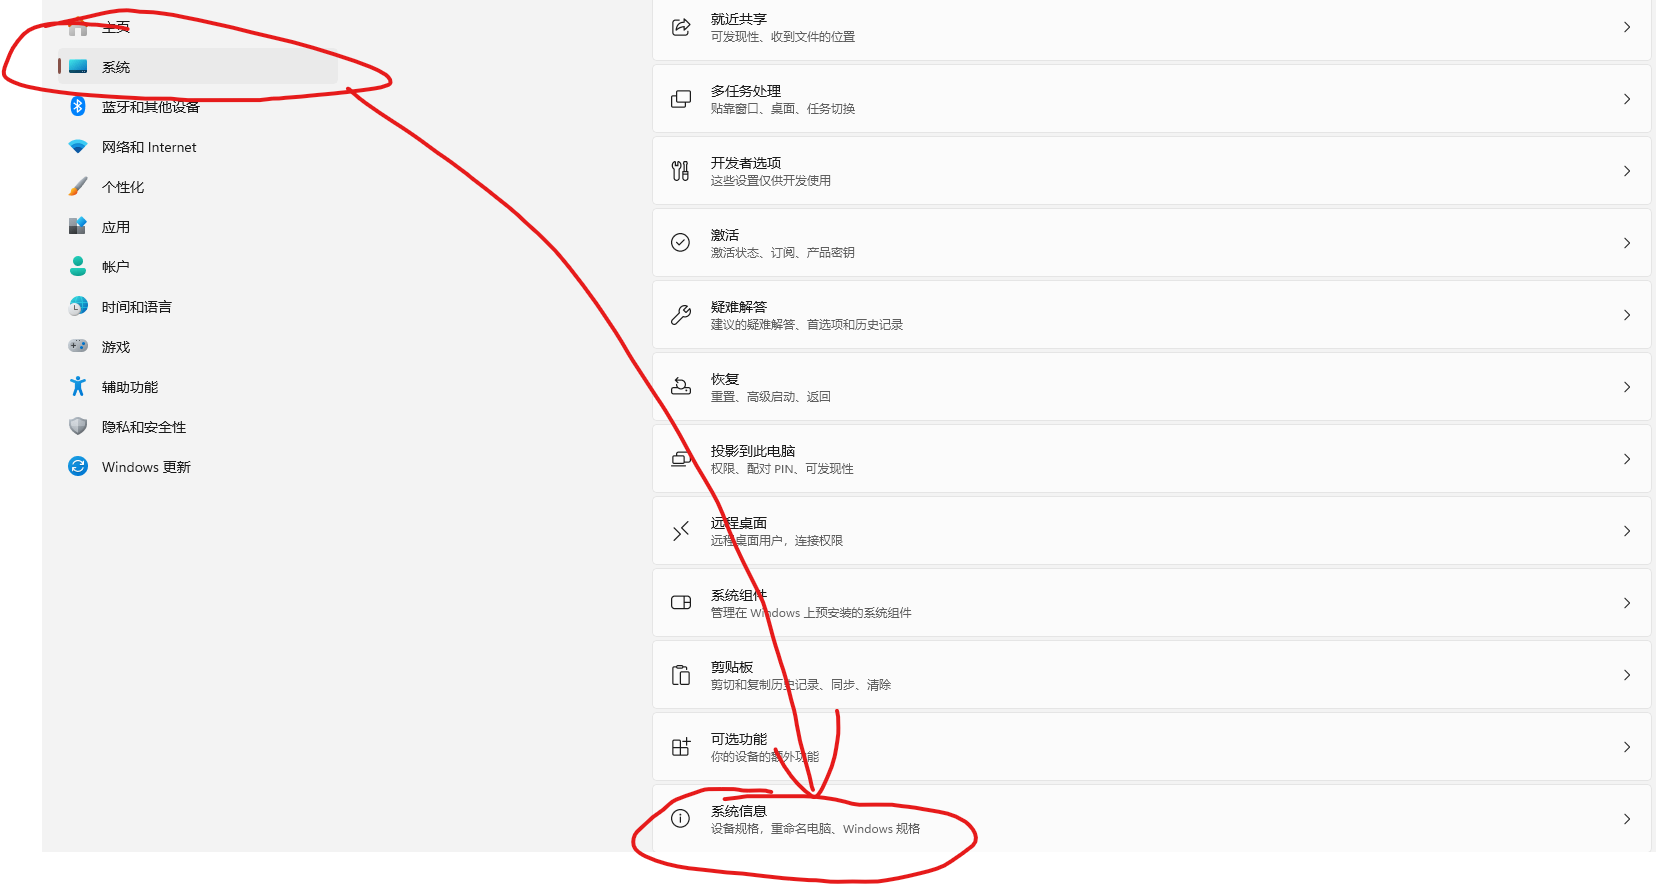 主页
系统
蓝牙和其他设备
网络和 Internet
个性化
应用
帐户
时间和语言
游戏
辅助功能
隐私和安全性
Windows 更新
就近共享
可发现性、收到文件的位置
多任务处理
贴靠窗口、桌面、任务切换
开发者选项
这些设置仅供开发使用
激活
激活状态、订阅、产品密钥
疑难解答
建议的疑难解答、首选项和历史记录
恢复
重置、高级启动、返回
投影到此电脑
权限、配对 PIN、可发现性
远程桌面
远程桌面用户，连接权限
系统组件
管理在 Windows 上预安装的系统组件
剪贴板
剪切和复制历史记录、同步、清除
可选功能
你的设备的额外功能
系统信息
设备规格，重命名电脑、Windows 规格